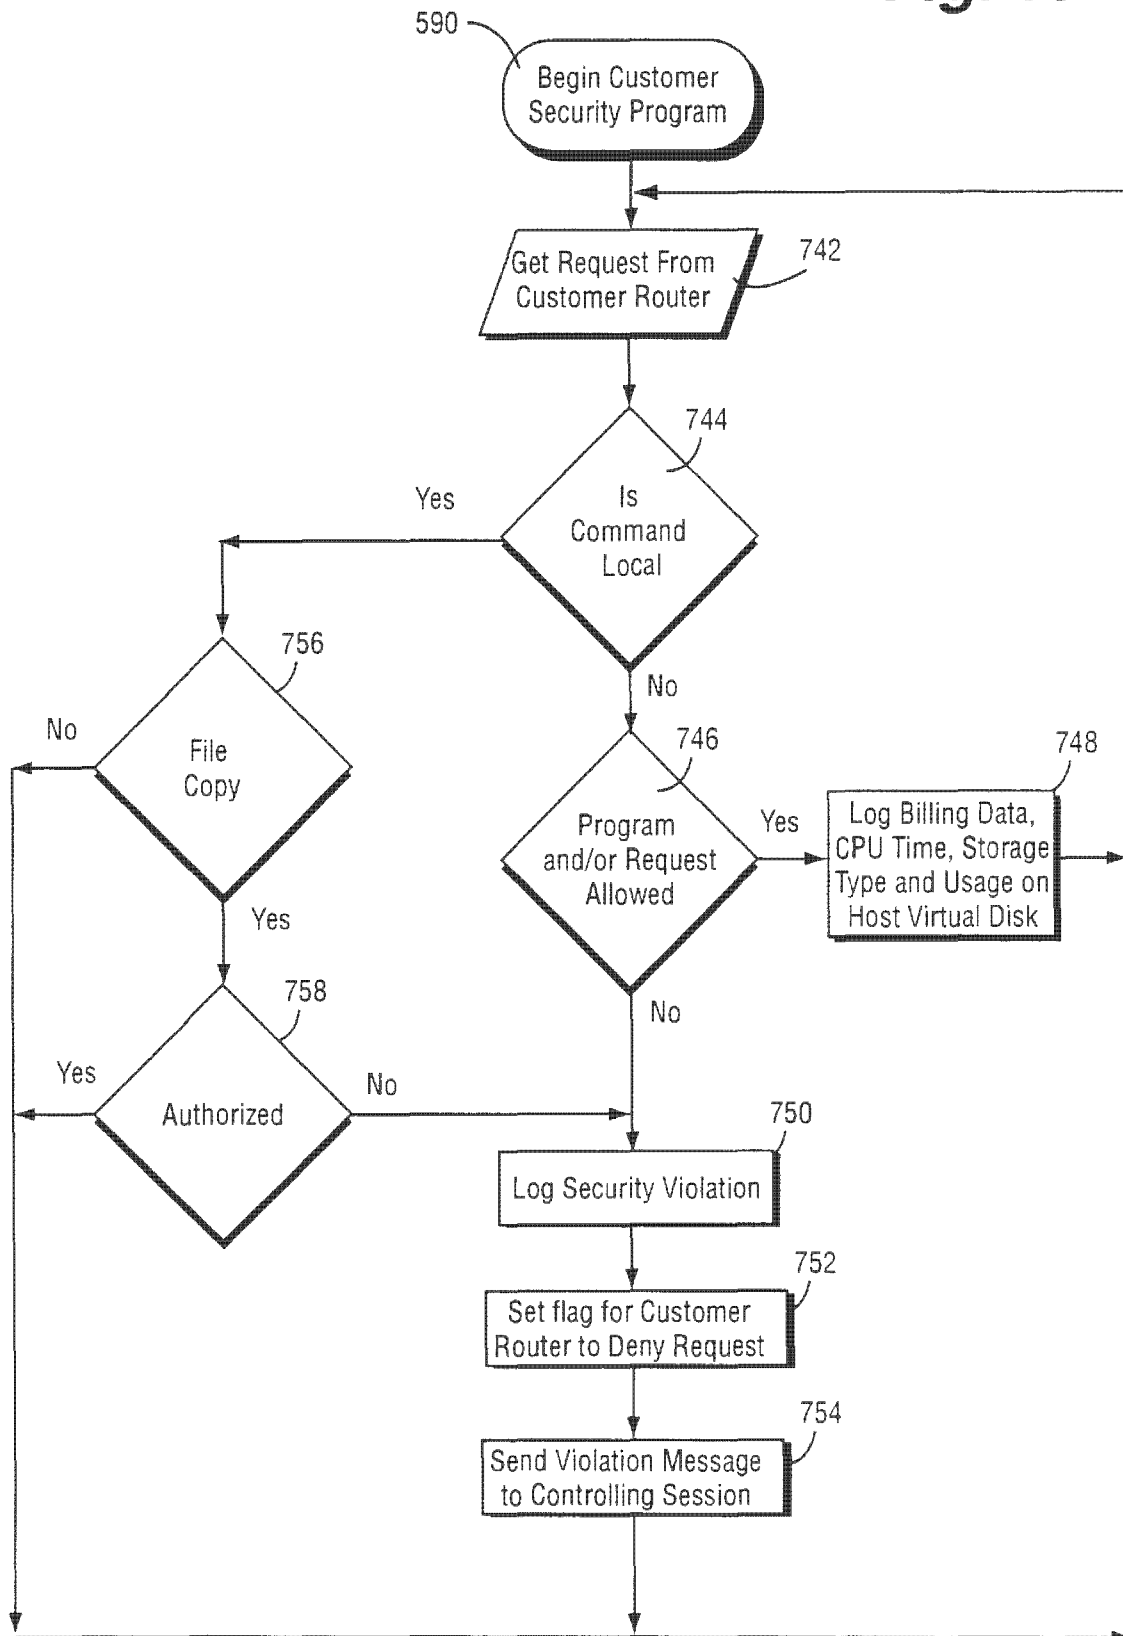 590
Begin Customer
Security Program
Get Request From
Customer Router
742
744
Is
Command
Local
Yes
No
756
File
Copy
No
Yes
746
Program
and/or Request
Allowed
Yes
No
748
Log Billing Data,
CPU Time, Storage
Type and Usage on
Host Virtual Disk
758
Authorized
Yes
No
750
Log Security Violation
752
Set flag for Customer
Router to Deny Request
754
Send Violation Message
to Controlling Session